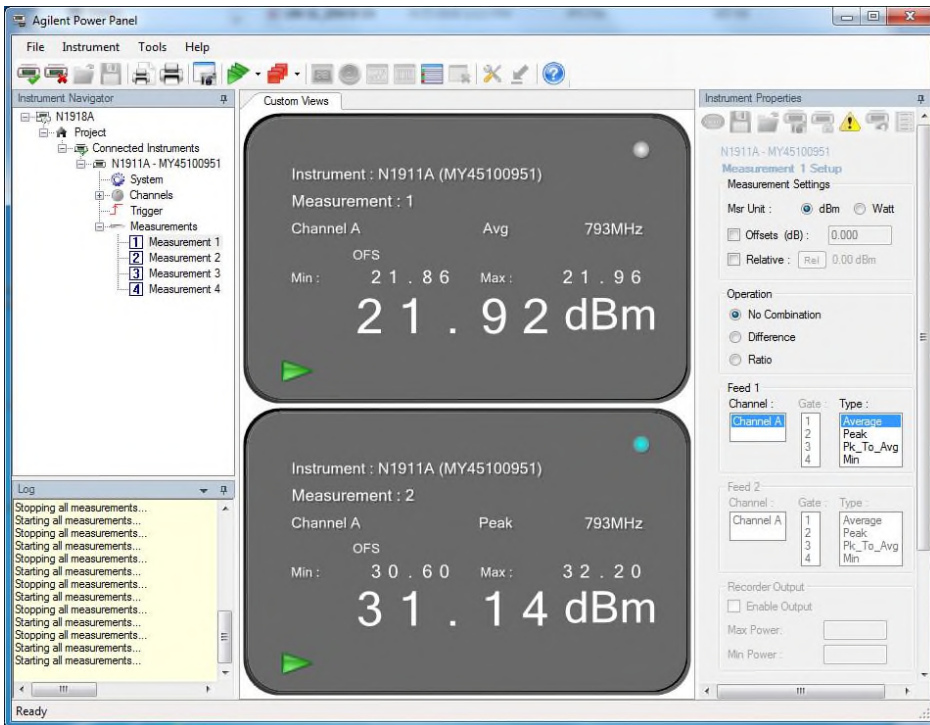 Agilent Power Panel
File Instrument Tools Help
Instrument Navigator
N1918A
Project
Connected Instruments
N1911A - MY45100951
System
Channels
Trigger
Measurements
1 Measurement 1
2 Measurement 2
3 Measurement 3
4 Measurement 4
Log
Stopping all measurements...
Starting all measurements...
Stopping all measurements...
Starting all measurements...
Starting all measurements...
Starting all measurements...
Stopping all measurements...
Starting all measurements...
Stopping all measurements...
Starting all measurements...
Stopping all measurements...
Starting all measurements...
Starting all measurements...
Custom Views
Instrument : N1911A (MY45100951)
Measurement : 1
Channel A Avg 793MHz
OFS
Min : 21.86 Max : 21.96
21.92 dBm
Instrument : N1911A (MY45100951)
Measurement : 2
Channel A Peak 793MHz
OFS
Min : 30.60 Max : 32.20
31.14 dBm
Instrument Properties
N1911A - MY45100951
Measurement 1 Setup
Measurement Settings
Msr Unit : dBm Watt
Offsets (dB) : 0.000
Relative : Rel 0.00 dBm
Operation
No Combination
Difference
Ratio
Feed 1
Channel : Gate : Type :
Channel A 1 Average
2 Peak
3 Pk_To_Avg
4 Min
Feed 2
Channel : Gate : Type :
Channel A 1 Average
2 Peak
3 Pk_To_Avg
4 Min
Recorder Output
Enable Output
Max Power:
Min Power :
Ready